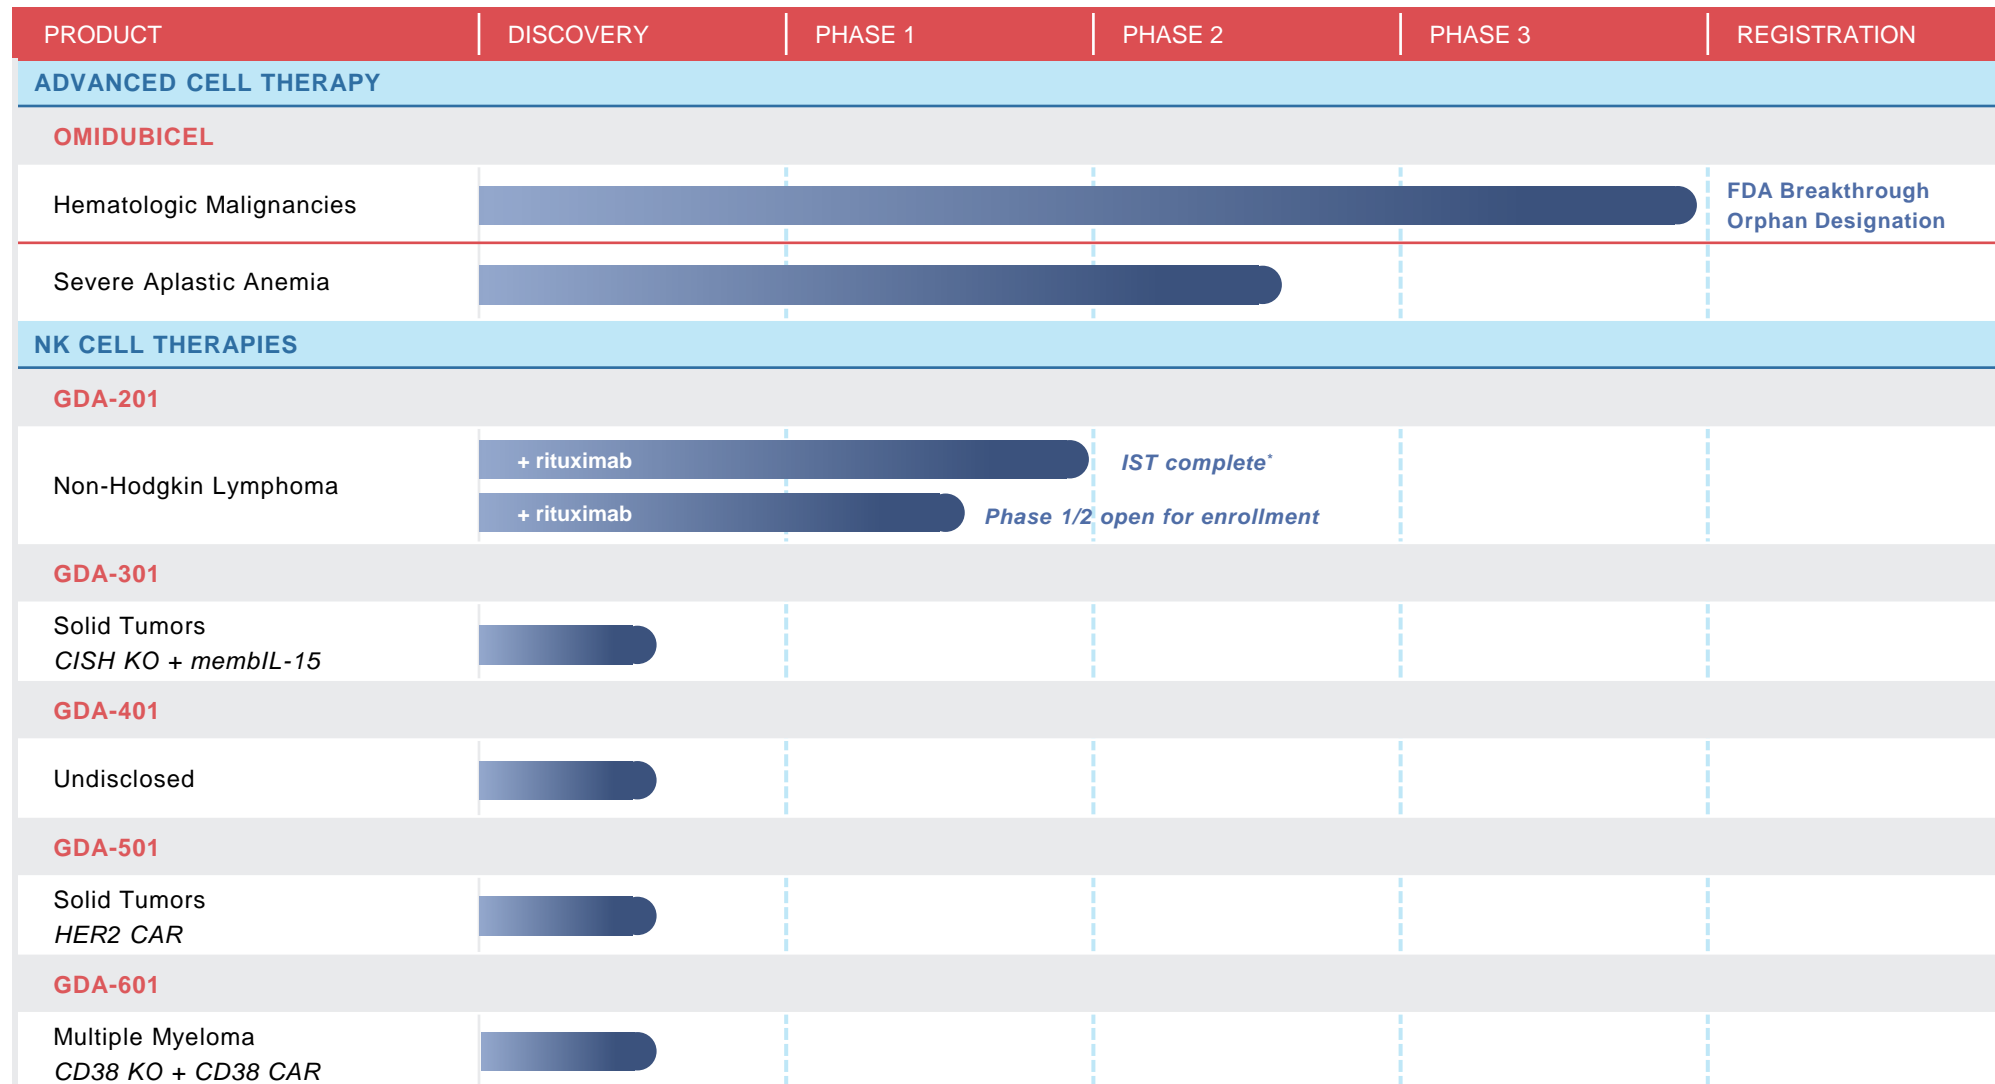 PRODUCT DISCOVERY PHASE 1 PHASE 2 PHASE 3 REGISTRATION
ADVANCED CELL THERAPY
OMIDUBICEL
Hematologic Malignancies
FDA Breakthrough
Orphan Designation
Severe Aplastic Anemia
NK CELL THERAPIES
GDA-201
Non-Hodgkin Lymphoma
+ rituximab
IST complete*
+ rituximab
Phase 1/2 open for enrollment
GDA-301
Solid Tumors
CISH KO + membIL-15
GDA-401
Undisclosed
GDA-501
Solid Tumors
HER2 CAR
GDA-601
Multiple Myeloma
CD38 KO + CD38 CAR